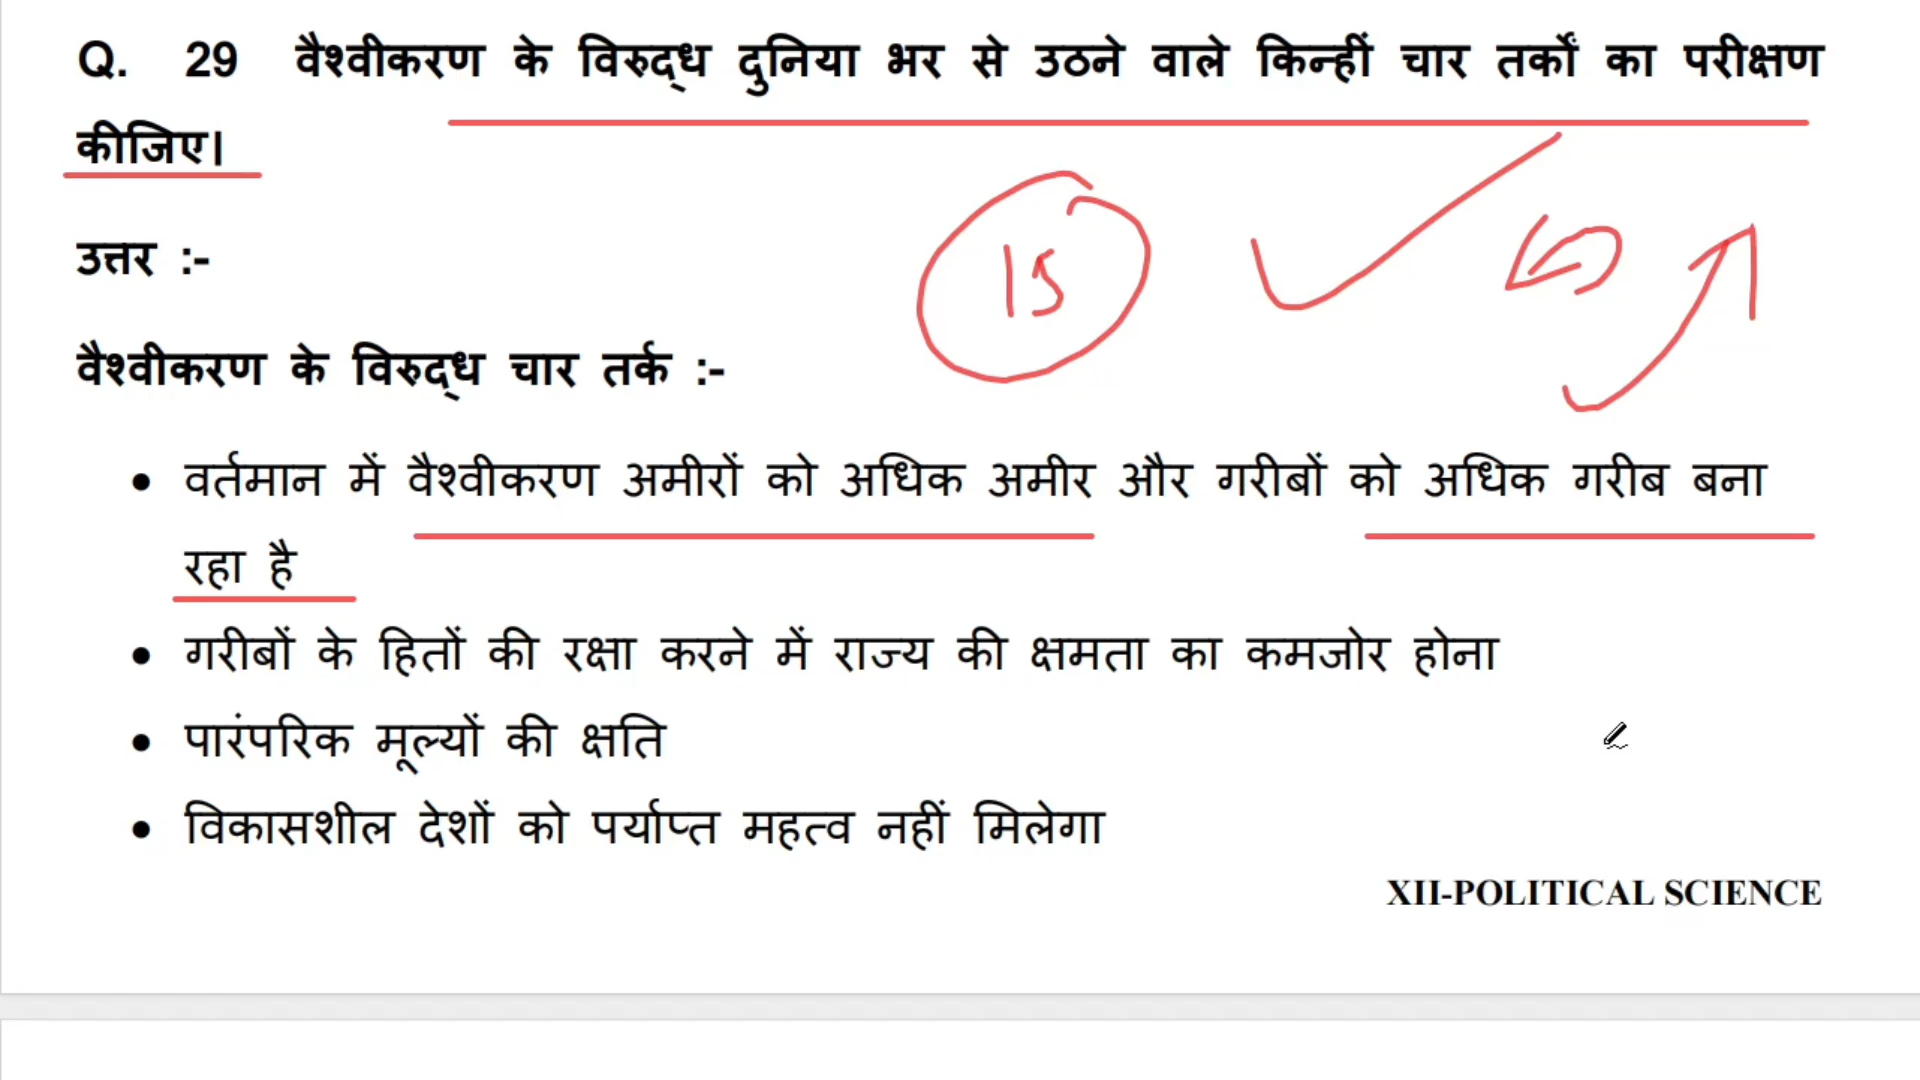 Q. 29 वैश्वीकरण के विरुद्ध दुनिया भर से उठने वाले किन्हीं चार तर्कों का परीक्षण
कीजिए।
उत्तर :-
15
वैश्वीकरण के विरुद्ध चार तर्क :-
• वर्तमान में वैश्वीकरण अमीरों को अधिक अमीर और गरीबों को अधिक गरीब बना
रहा है
• गरीबों के हितों की रक्षा करने में राज्य की क्षमता का कमजोर होना
• पारंपरिक मूल्यों की क्षति
• विकासशील देशों को पर्याप्त महत्व नहीं मिलेगा
XII-POLITICAL SCIENCE